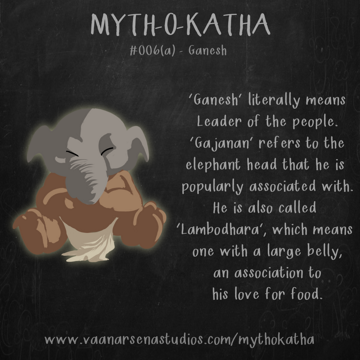 MYTH-O-KATHA
#006(a) - Ganesh
'Ganesh' literally means
Leader of the people.
'Gajanan' refers to the
elephant head that he is
popularly associated with.
He is also called
'Lambodhara', which means
one with a large belly,
an association to
his love for food.
www.vaanarsenastudios.com/mythokatha